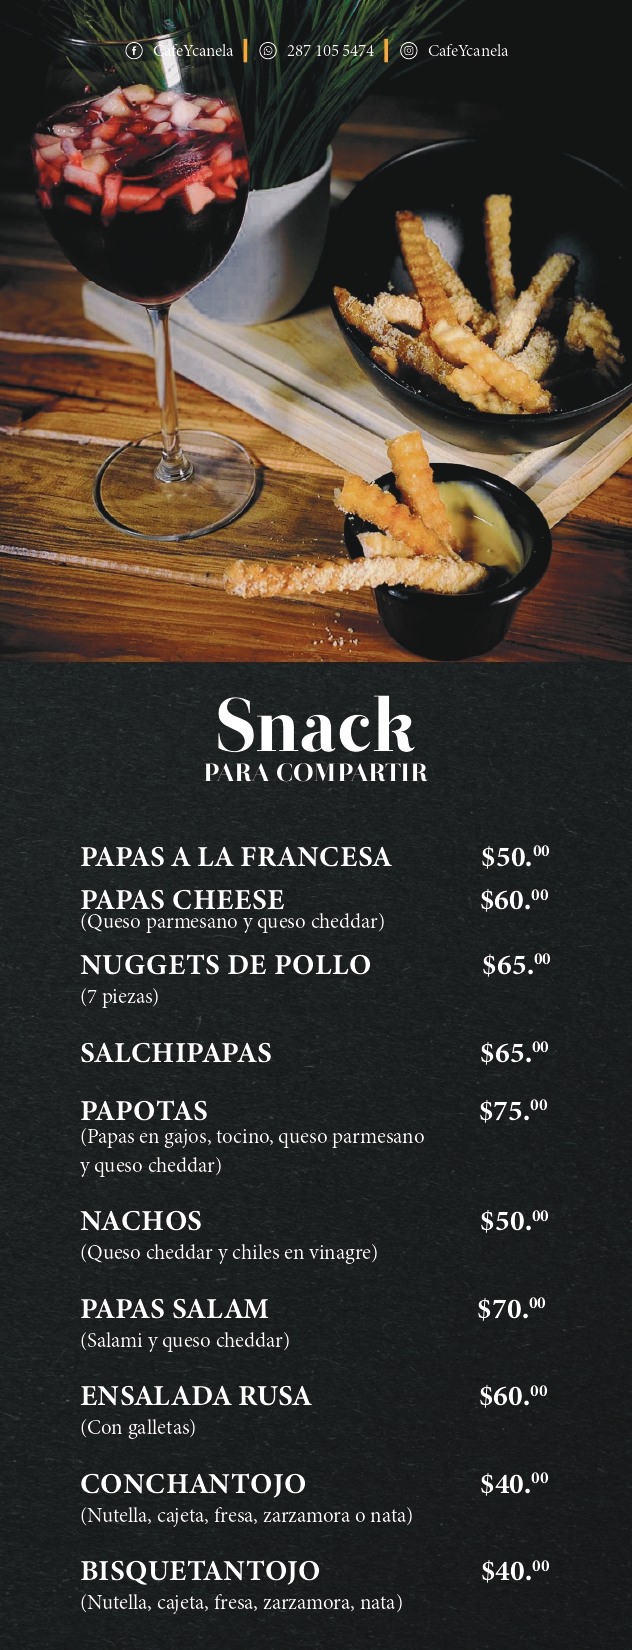 CafeYcanela 287 105 5474 CafeYcanela
Snack
PARA COMPARTIR
PAPAS A LA FRANCESA $50.00
PAPAS CHEESE $60.00
(Queso parmesano y queso cheddar)
NUGGETS DE POLLO $65.00
(7 piezas)
SALCHIPAPAS $65.00
PAPOTAS $75.00
(Papas en gajos, tocino, queso parmesano
y queso cheddar)
NACHOS $50.00
(Queso cheddar y chiles en vinagre)
PAPAS SALAM $70.00
(Salami y queso cheddar)
ENSALADA RUSA $60.00
(Con galletas)
CONCHANTOJO $40.00
(Nutella, cajeta, fresa, zarzamora o nata)
BISQUETANTOJO $40.00
(Nutella, cajeta, fresa, zarzamora, nata)